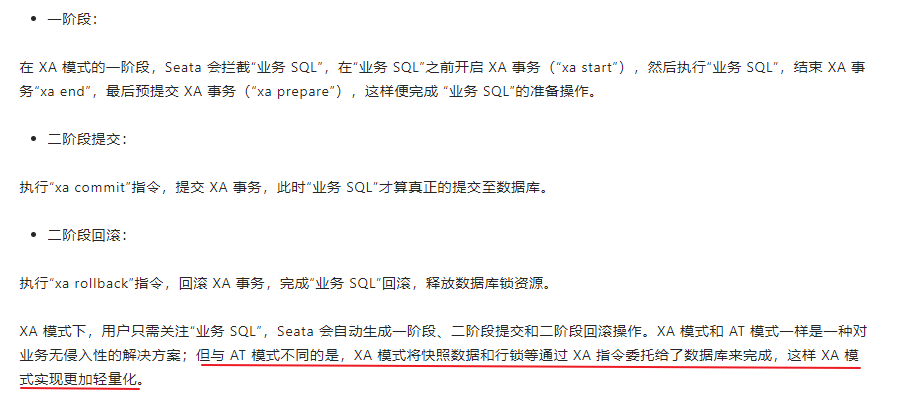 • 一阶段：
在 XA 模式的一阶段，Seata 会拦截“业务 SQL”，在“业务 SQL”之前开启 XA 事务（“xa start”），然后执行“业务 SQL”，结束 XA 事
务“xa end”，最后预提交 XA 事务（“xa prepare”），这样便完成 “业务 SQL”的准备操作。
• 二阶段提交：
执行“xa commit”指令，提交 XA 事务，此时“业务 SQL”才算真正的提交至数据库。
• 二阶段回滚：
执行“xa rollback”指令，回滚 XA 事务，完成“业务 SQL”回滚，释放数据库锁资源。
XA 模式下，用户只需关注“业务 SQL”，Seata 会自动生成一阶段、二阶段提交和二阶段回滚操作。XA 模式和 AT 模式一样是一种对
业务无侵入性的解决方案；但与 AT 模式不同的是，XA 模式将快照数据和行锁等通过 XA 指令委托给了数据库来完成，这样 XA 模
式实现更加轻量化。